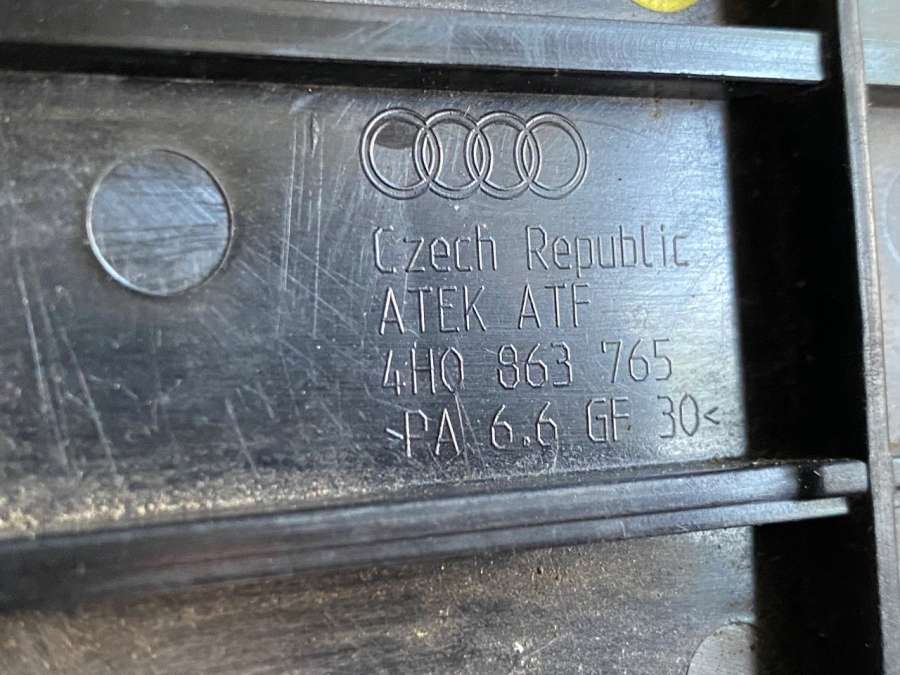 Czech Republic
ATEK ATF
4H0 863 765
>PA 6.6 GF 30<